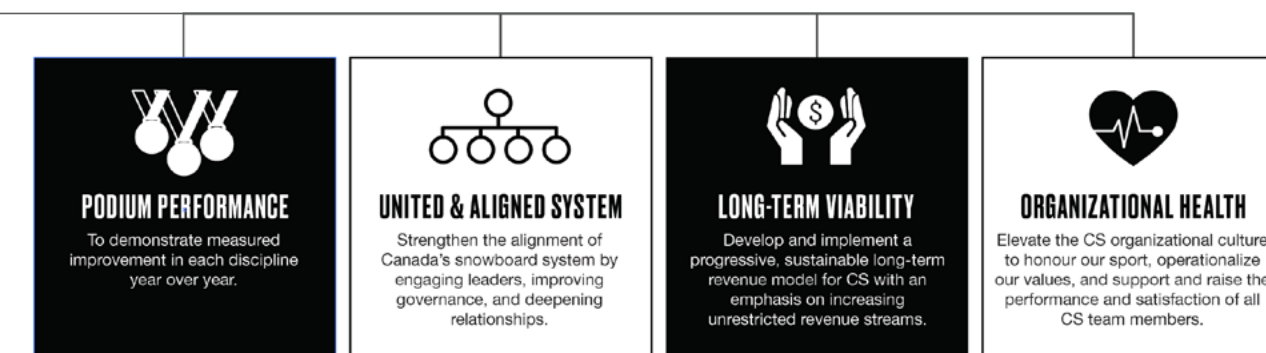 $
PODIUM PERFORMANCE
To demonstrate measured
improvement in each discipline
year over year.
UNITED & ALIGNED SYSTEM
Strengthen the alignment of
Canada's snowboard system by
engaging leaders, improving
governance, and deepening
relationships.
LONG-TERM VIABILITY
Develop and implement a
progressive, sustainable long-term
revenue model for CS with an
emphasis on increasing
unrestricted revenue streams.
ORGANIZATIONAL HEALTH
Elevate the CS organizational culture
to honour our sport, operationalize
our values, and support and raise the
performance and satisfaction of all
CS team members.